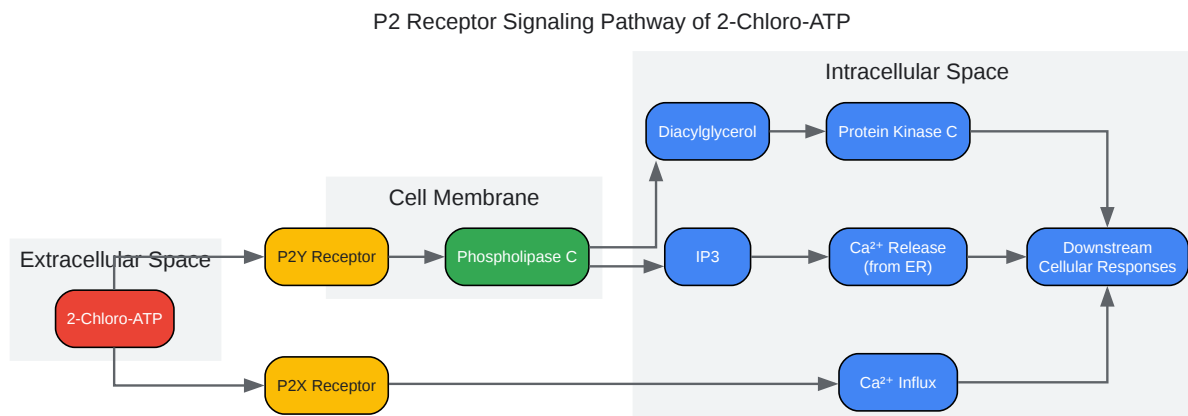 P2 Receptor Signaling Pathway of 2-Chloro-ATP
Intracellular Space
Diacylglycerol
Protein Kinase C
Cell Membrane
Extracellular Space
P2Y Receptor
Phospholipase C
IP3
Ca²⁺ Release
(from ER)
Downstream
Cellular Responses
2-Chloro-ATP
P2X Receptor
Ca²⁺ Influx